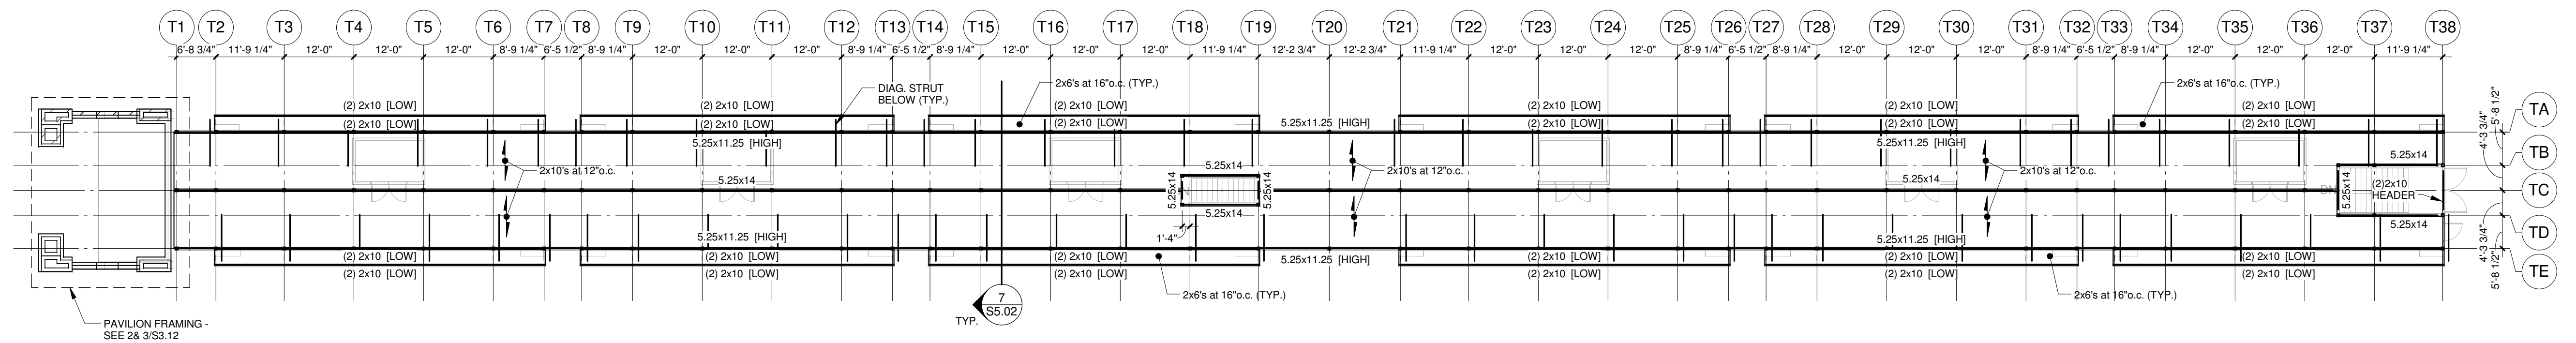 T1 T2 T3 T4 T5 T6 T7 T8 T9 T10 T11 T12 T13 T14 T15 T16 T17 T18 T19 T20 T21 T22 T23 T24 T25 T26 T27 T28 T29 T30 T31 T32 T33 T34 T35 T36 T37 T38
6'-8 3/4" 11'-9 1/4" 12'-0" 12'-0" 12'-0" 8'-9 1/4" 6'-5 1/2" 8'-9 1/4" 12'-0" 12'-0" 12'-0" 8'-9 1/4" 6'-5 1/2" 8'-9 1/4" 12'-0" 12'-0" 12'-0" 11'-9 1/4" 12'-2 3/4" 12'-2 3/4" 11'-9 1/4" 12'-0" 12'-0" 12'-0" 8'-9 1/4" 6'-5 1/2" 8'-9 1/4" 12'-0" 12'-0" 12'-0" 8'-9 1/4" 6'-5 1/2" 8'-9 1/4" 12'-0" 12'-0" 12'-0" 11'-9 1/4"
2x6's at 16"o.c. (TYP.) 2x6's at 16"o.c. (TYP.)
DIAG. STRUT
BELOW (TYP.)
(2) 2x10 [LOW] (2) 2x10 [LOW] (2) 2x10 [LOW] (2) 2x10 [LOW] (2) 2x10 [LOW] (2) 2x10 [LOW]
5'-8 1/2" TA
(2) 2x10 [LOW] (2) 2x10 [LOW] (2) 2x10 [LOW] 5.25x11.25 [HIGH] (2) 2x10 [LOW] (2) 2x10 [LOW] (2) 2x10 [LOW]
4'-3 3/4"
5.25x11.25 [HIGH] 5.25x11.25 [HIGH]
TB
5.25x14 5.25x14
2x10's at 12"o.c. 2x10's at 12"o.c. 2x10's at 12"o.c.
5.25x14 5.25x14 5.25x14 5.25x14 5.25x14
DN (2)2x10
HEADER
TC
5.25x14 5.25x14
TD
1'-4"
5.25x11.25 [HIGH] 5.25x11.25 [HIGH]
4'-3 3/4"
(2) 2x10 [LOW] (2) 2x10 [LOW] (2) 2x10 [LOW] 5.25x11.25 [HIGH] (2) 2x10 [LOW] (2) 2x10 [LOW] (2) 2x10 [LOW]
(2) 2x10 [LOW] (2) 2x10 [LOW] (2) 2x10 [LOW] (2) 2x10 [LOW] (2) 2x10 [LOW] (2) 2x10 [LOW]
5'-8 1/2" TE
2x6's at 16"o.c. (TYP.) 2x6's at 16"o.c. (TYP.)
7
S5.02
TYP.
PAVILION FRAMING -
SEE 2& 3/S3.12